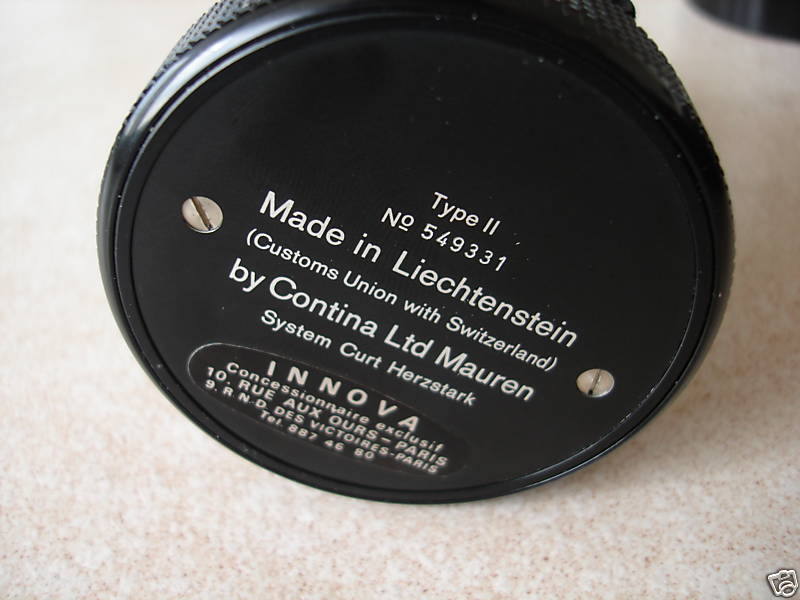 Type II
No 549331
Made in Liechtenstein
(Customs Union with Switzerland)
by Contina Ltd Mauren
System Curt Herzstark
INNOVA
Concessionnaire exclusif
10. RUE AUX OURS - PARIS
9. R.N-D. DES VICTOIRES-PARIS
Tel. 887 46 80